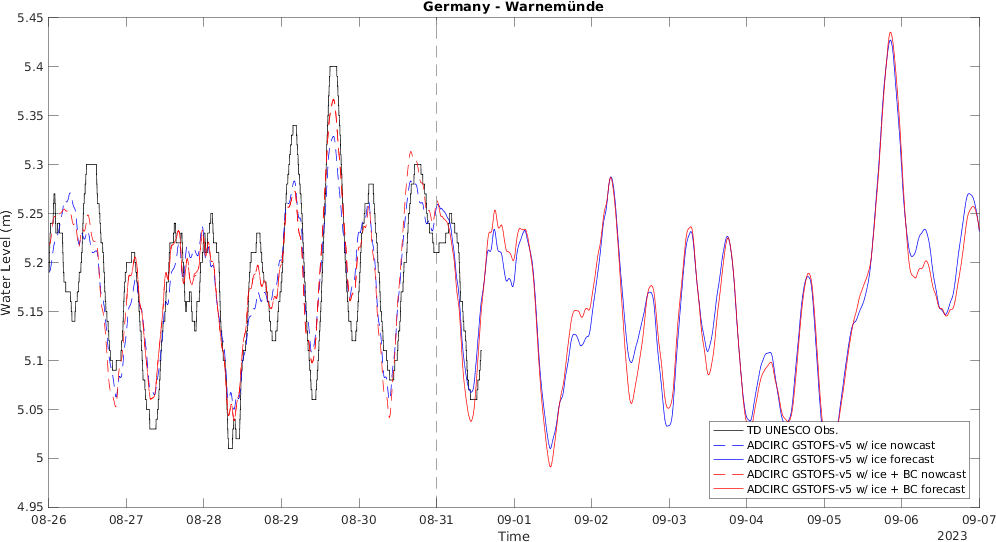 Germany - Warnemünde
5.45
5.4
5.35
5.3
5.25
5.2
5.15
5.1
5.05
5
4.95
Water Level (m)
TD UNESCO Obs.
ADCIRC GSTOFS-v5 w/ ice nowcast
ADCIRC GSTOFS-v5 w/ ice forecast
ADCIRC GSTOFS-v5 w/ ice + BC nowcast
ADCIRC GSTOFS-v5 w/ ice + BC forecast
08-26 08-27 08-28 08-29 08-30 08-31 09-01 09-02 09-03 09-04 09-05 09-06 09-07
Time
2023